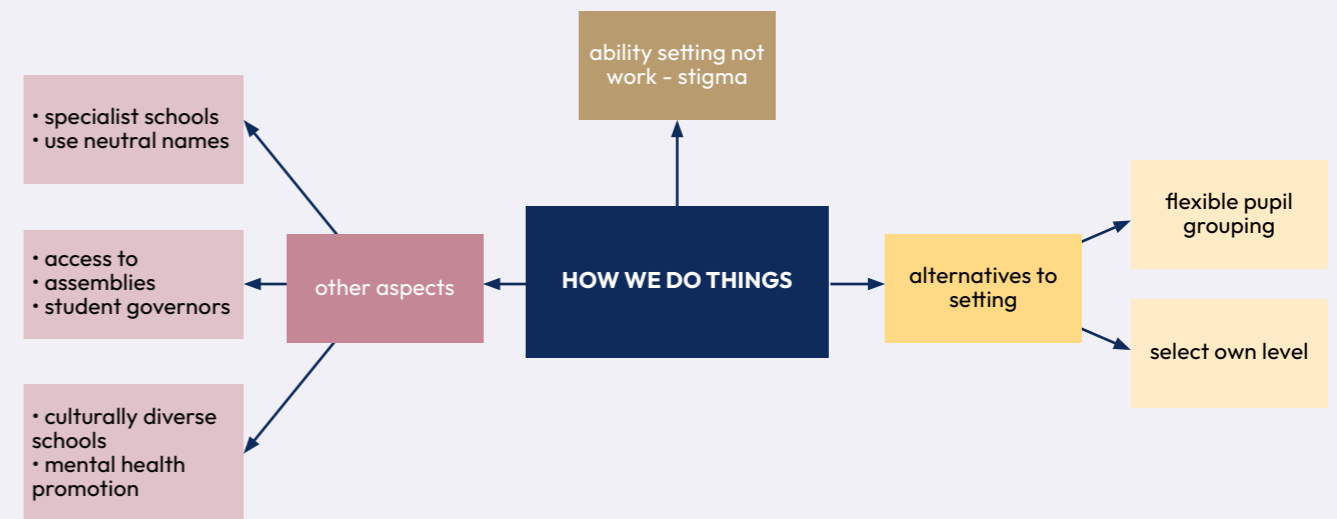 ability setting not
work - stigma
• specialist schools
• use neutral names
• access to
• assemblies
• student governors
• culturally diverse
schools
• mental health
promotion
other aspects
HOW WE DO THINGS
alternatives to
setting
flexible pupil
grouping
select own level